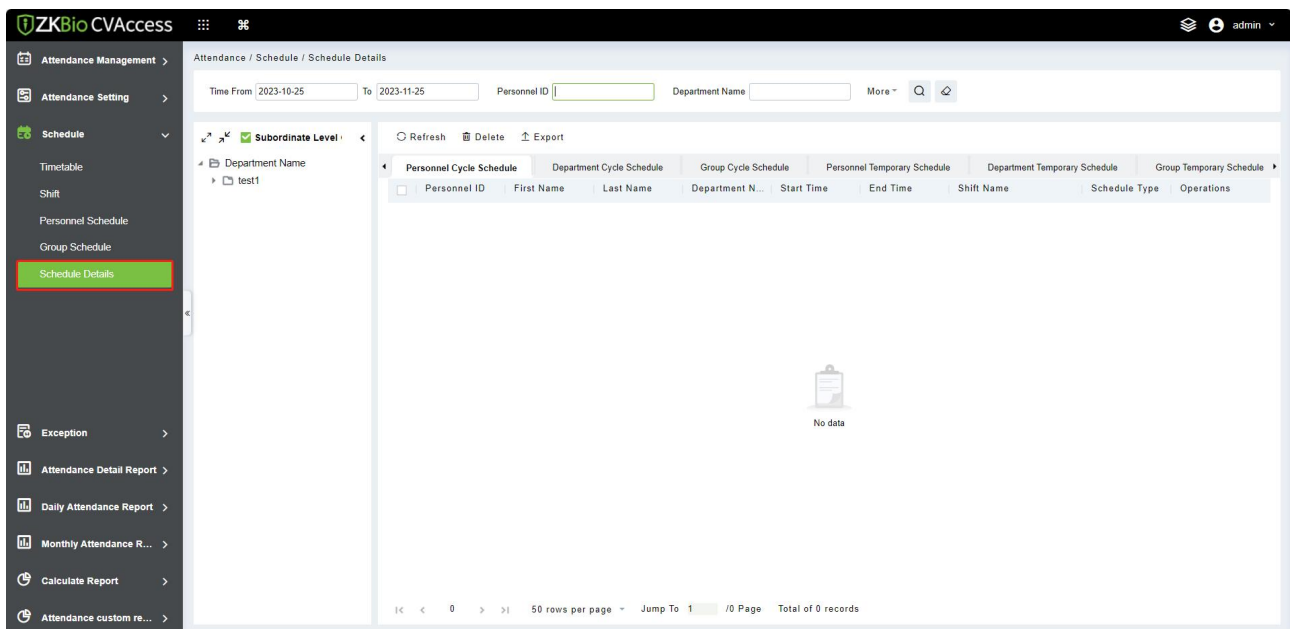 ZKBio CVAccess
admin
Attendance Management
Attendance Setting
Schedule
Timetable
Shift
Personnel Schedule
Group Schedule
Schedule Details
Exception
Attendance Detail Report
Daily Attendance Report
Monthly Attendance R...
Calculate Report
Attendance custom re...
Attendance / Schedule / Schedule Details
Time From 2023-10-25 To 2023-11-25 Personnel ID Department Name More
Subordinate Level
Department Name
test1
Refresh Delete Export
Personnel Cycle Schedule Department Cycle Schedule Group Cycle Schedule Personnel Temporary Schedule Department Temporary Schedule Group Temporary Schedule
Personnel ID First Name Last Name Department N... Start Time End Time Shift Name Schedule Type Operations
No data
0 50 rows per page Jump To 1 /0 Page Total of 0 records